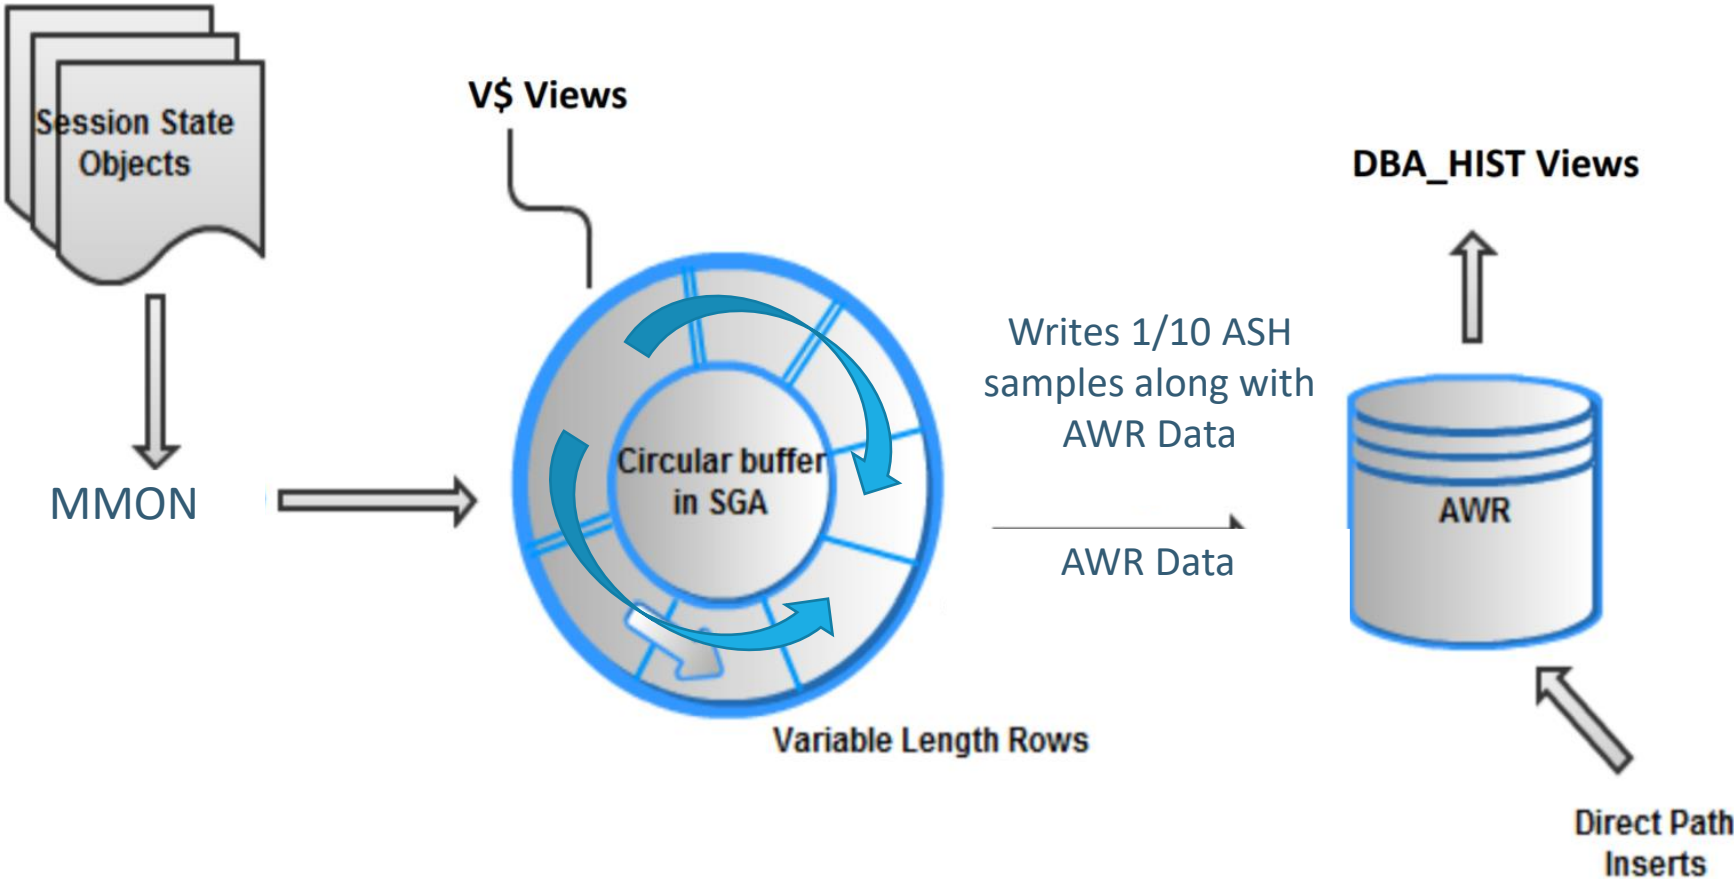 Session State
Objects
MMON
V$ Views
Circular buffer
in SGA
Variable Length Rows
Writes 1/10 ASH
samples along with
AWR Data
AWR Data
DBA_HIST Views
AWR
Direct Path
Inserts